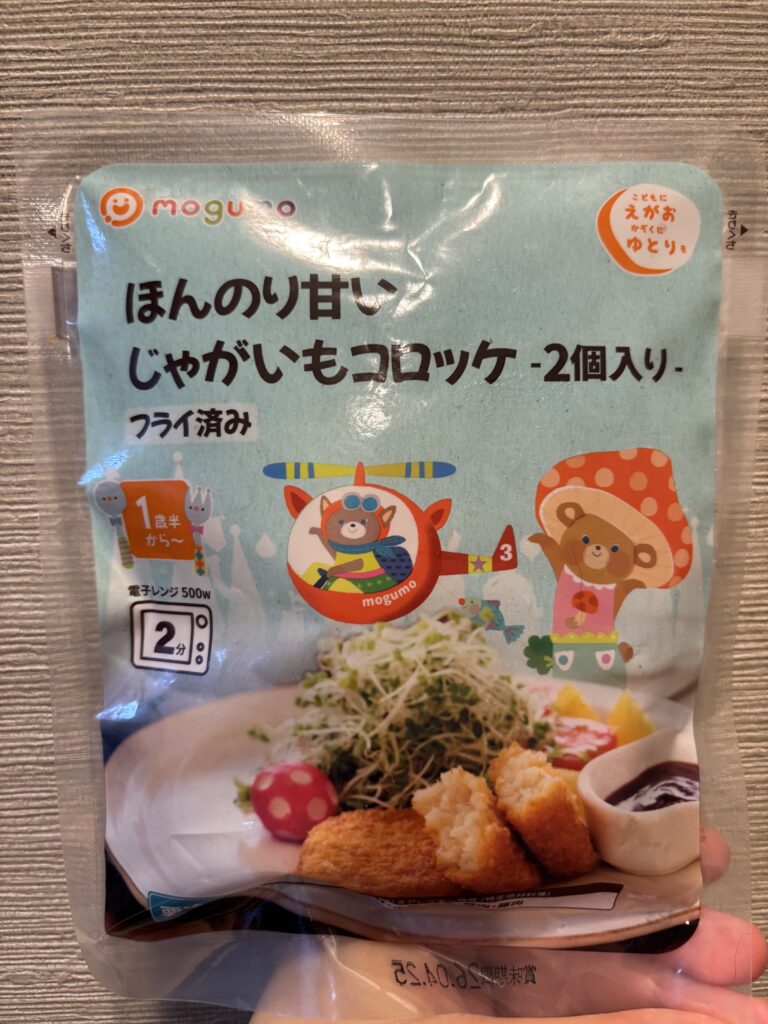 mogumo
こどもに
えがお
かぞくに
ゆとりを
ほんのり甘い
じゃがいもコロッケ -2個入り-
フライ済み
1歳半
から〜
電子レンジ 500w
2分
3
mogumo
賞味期限26.04.25